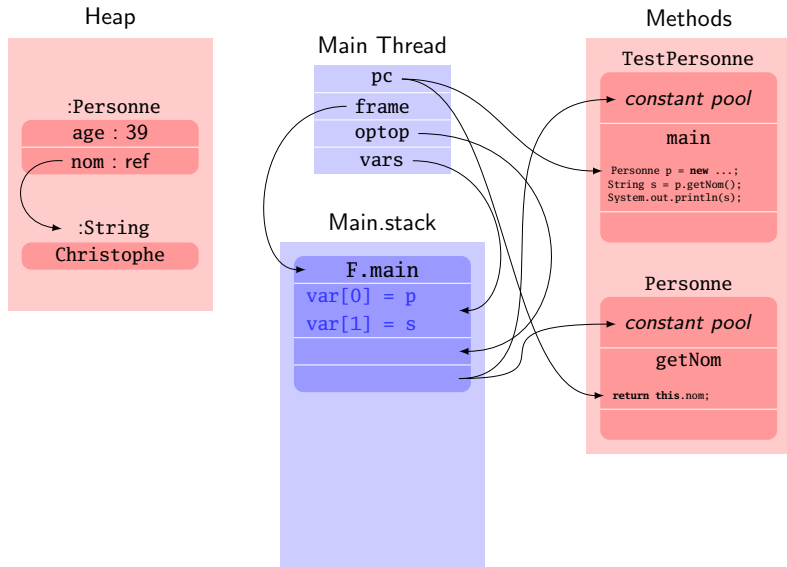 Heap
:Personne
age : 39
nom : ref
:String
Christophe
Main Thread
pc
frame
optop
vars
Main.stack
F.main
var[0] = p
var[1] = s
Methods
TestPersonne
constant pool
main
Personne p = new ...;
String s = p.getNom();
System.out.println(s);
Personne
constant pool
getNom
return this.nom;